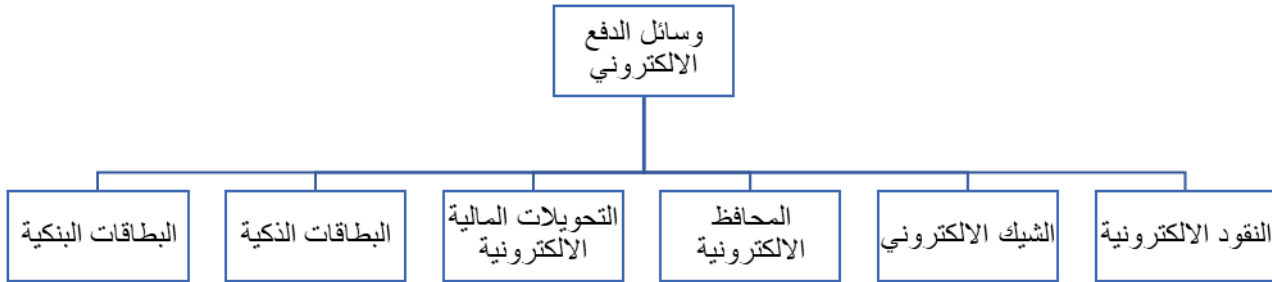 وسائل الدفع
الالكتروني
النقود الالكترونية
الشيك الالكتروني
المحافظ
الالكترونية
التحويلات المالية
الالكترونية
البطاقات الذكية
البطاقات البنكية